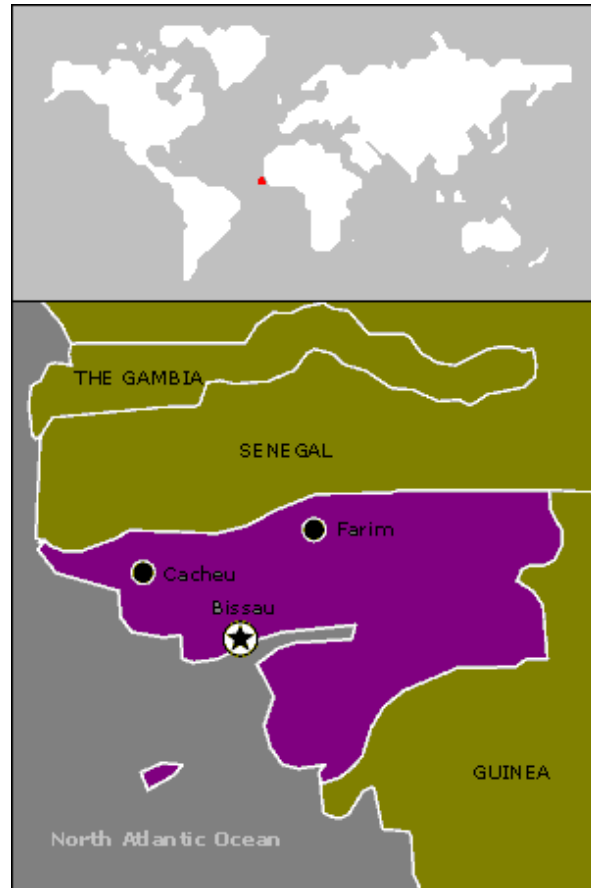 THE GAMBIA
SENEGAL
Farim
Cacheu
Bissau
GUINEA
North Atlantic Ocean